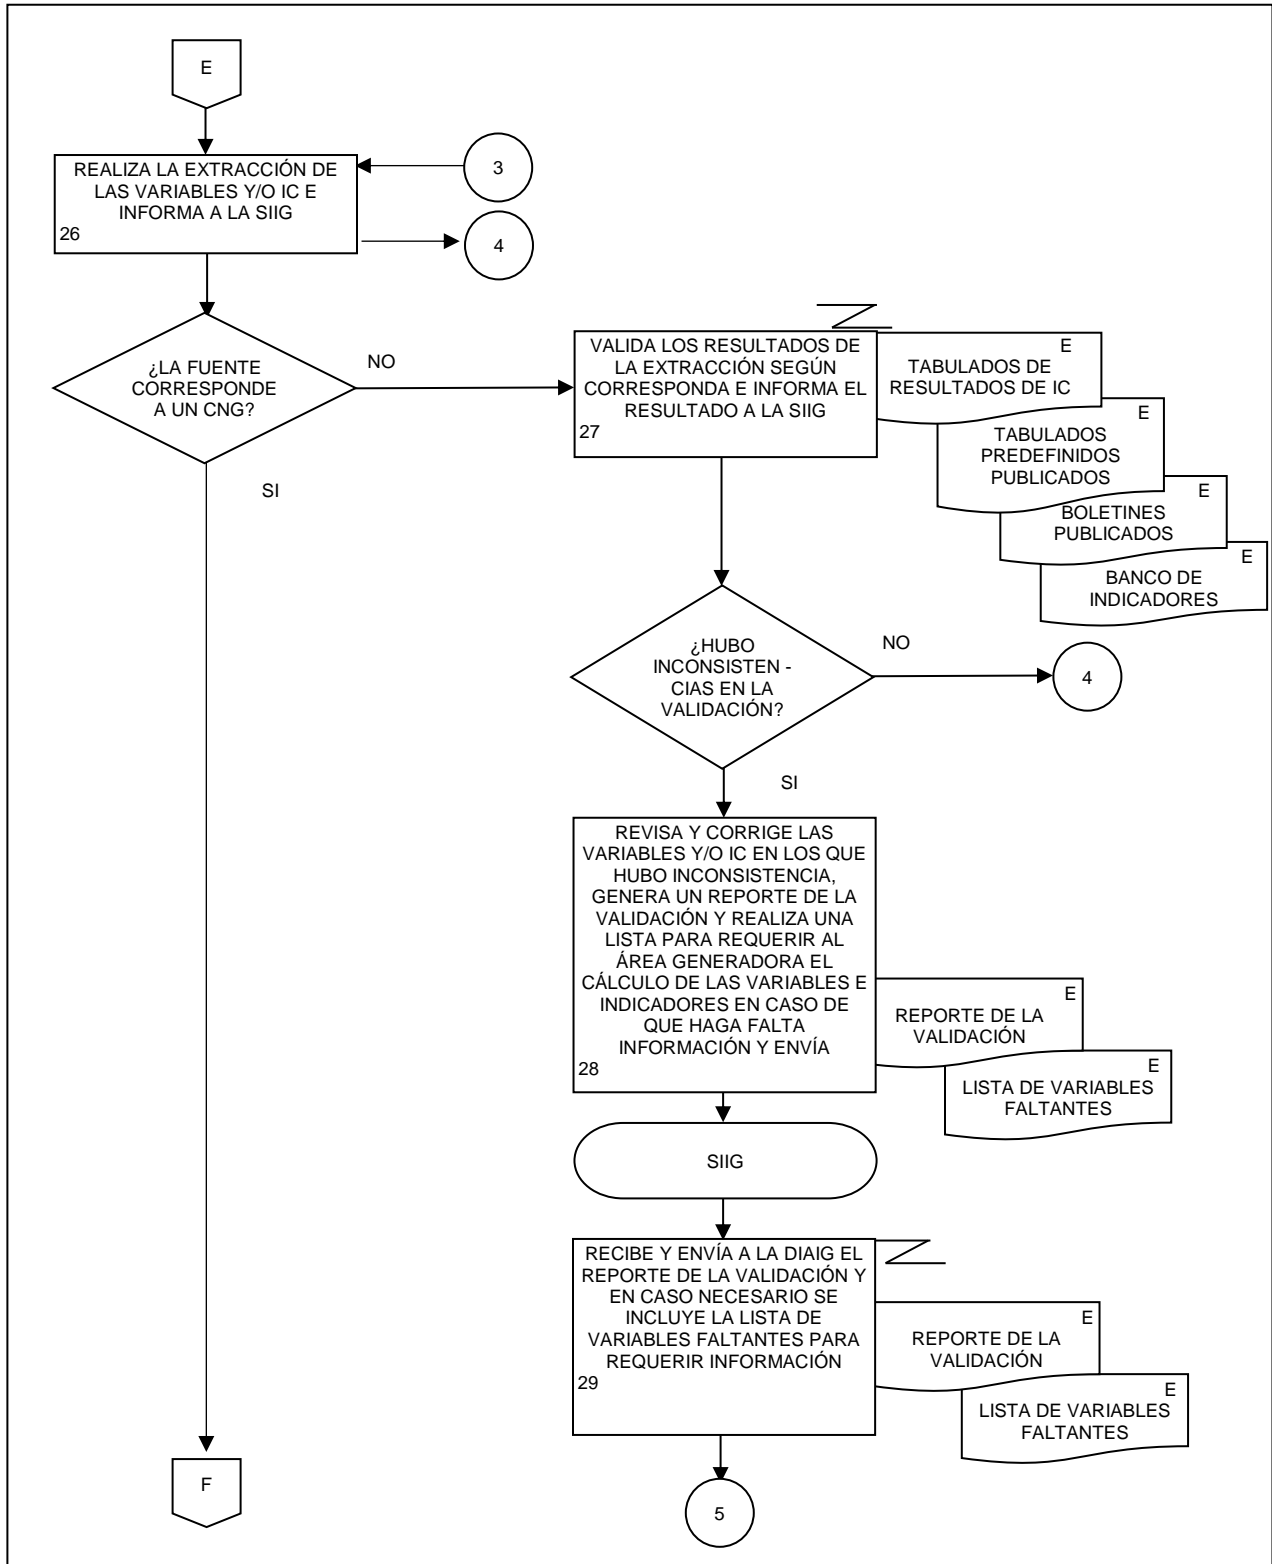 E
REALIZA LA EXTRACCIÓN DE
LAS VARIABLES Y/O IC E
INFORMA A LA SIIG
26
3
4
¿LA FUENTE
CORRESPONDE
A UN CNG?
NO
SI
VALIDA LOS RESULTADOS DE
LA EXTRACCIÓN SEGÚN
CORRESPONDA E INFORMA EL
RESULTADO A LA SIIG
27
E
TABULADOS DE
RESULTADOS DE IC
E
TABULADOS
PREDEFINIDOS
PUBLICADOS
E
BOLETINES
PUBLICADOS
E
BANCO DE
INDICADORES
¿HUBO
INCONSISTEN -
CIAS EN LA
VALIDACIÓN?
NO
4
SI
REVISA Y CORRIGE LAS
VARIABLES Y/O IC EN LOS QUE
HUBO INCONSISTENCIA,
GENERA UN REPORTE DE LA
VALIDACIÓN Y REALIZA UNA
LISTA PARA REQUERIR AL
ÁREA GENERADORA EL
CÁLCULO DE LAS VARIABLES E
INDICADORES EN CASO DE
QUE HAGA FALTA
INFORMACIÓN Y ENVÍA
28
E
REPORTE DE LA
VALIDACIÓN
E
LISTA DE VARIABLES
FALTANTES
SIIG
RECIBE Y ENVÍA A LA DIAIG EL
REPORTE DE LA VALIDACIÓN Y
EN CASO NECESARIO SE
INCLUYE LA LISTA DE
VARIABLES FALTANTES PARA
REQUERIR INFORMACIÓN
29
E
REPORTE DE LA
VALIDACIÓN
E
LISTA DE VARIABLES
FALTANTES
F
5